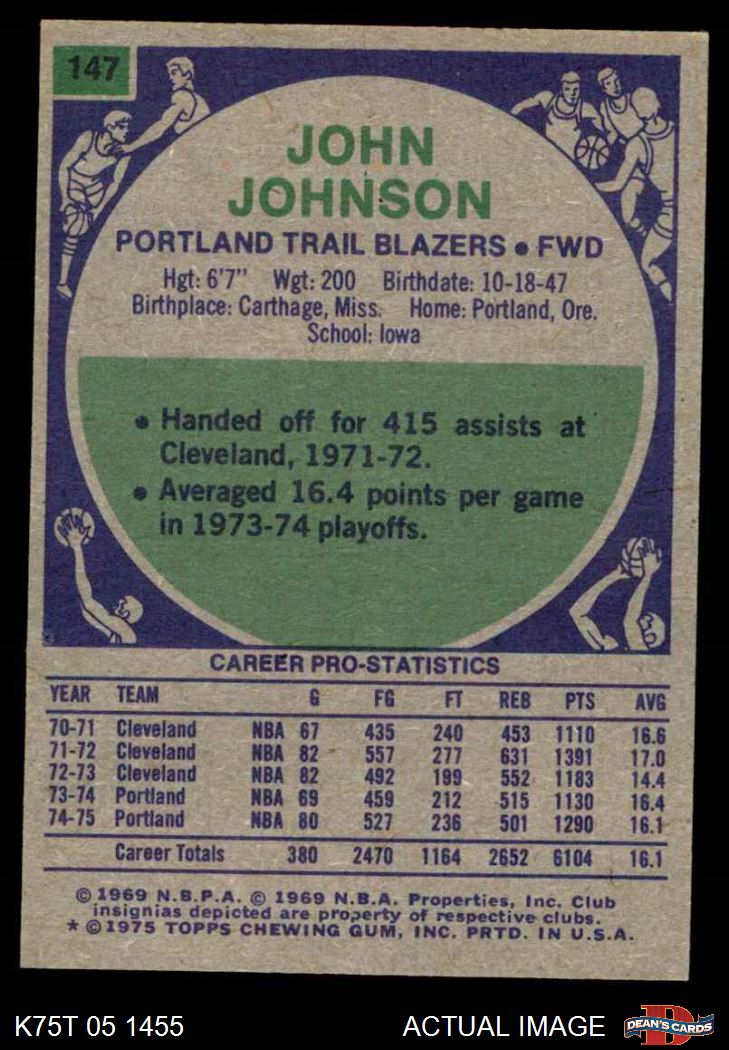 147
JOHN
JOHNSON
PORTLAND TRAIL BLAZERS • FWD
Hgt: 6'7" Wgt: 200 Birthdate: 10-18-47
Birthplace: Carthage, Miss. Home: Portland, Ore.
School: Iowa
• Handed off for 415 assists at
Cleveland, 1971-72.
• Averaged 16.4 points per game
in 1973-74 playoffs.
CAREER PRO-STATISTICS
YEAR TEAM G FG FT REB PTS AVG
70-71 Cleveland NBA 67 435 240 453 1110 16.6
71-72 Cleveland NBA 82 557 277 631 1391 17.0
72-73 Cleveland NBA 82 492 199 552 1183 14.4
73-74 Portland NBA 69 459 212 515 1130 16.4
74-75 Portland NBA 80 527 236 501 1290 16.1
Career Totals 380 2470 1164 2652 6104 16.1
© 1969 N.B.P.A. © 1969 N.B.A. Properties, Inc. Club
insignias depicted are property of respective clubs.
* © 1975 TOPPS CHEWING GUM, INC. PRTD. IN U.S.A.
K75T 05 1455 ACTUAL IMAGE
D
DEAN'S CARDS